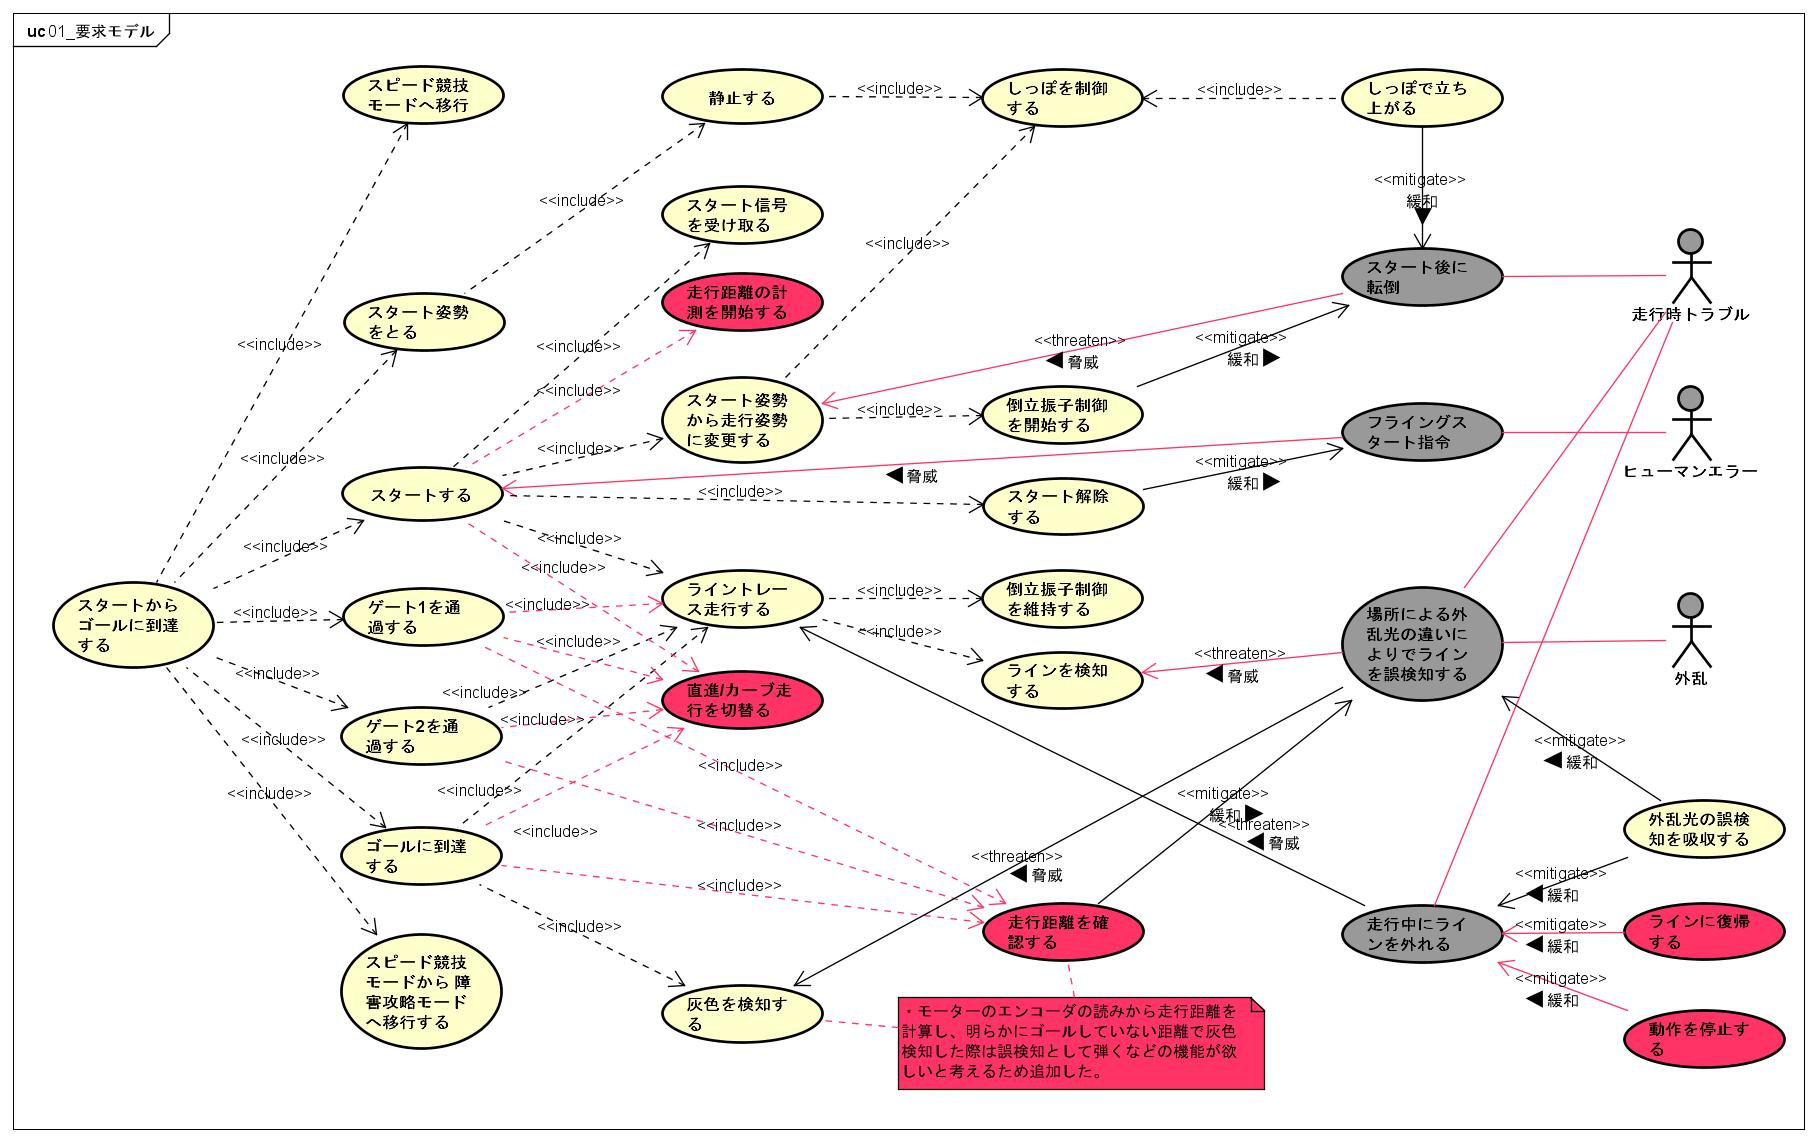 uc 01_要求モデル
スピード競技
モードへ移行
静止する
<<include>>
しっぽを制御
する
<<include>>
しっぽで立ち
上がる
<<mitigate>>
緩和
スタート信号
を受け取る
<<include>>
<<include>>
走行距離の計
測を開始する
スタート後に
転倒
走行時トラブル
スタート姿勢
をとる
<<include>>
<<include>>
<<include>>
<<threaten>>
脅威
<<mitigate>>
緩和
スタート姿勢
から走行姿勢
に変更する
<<include>>
倒立振子制御
を開始する
フライングス
タート指令
ヒューマンエラー
<<include>>
<<include>>
脅威
<<mitigate>>
緩和
スタートする
<<include>>
スタート解除
する
<<include>>
<<include>>
<<include>>
スタートから
ゴールに到達
する
<<include>>
ゲート1を通
過する
<<include>>
ライントレー
ス走行する
<<include>>
倒立振子制御
を維持する
<<include>>
ラインを検知
する
<<threaten>>
脅威
場所による外
乱光の違いに
よりでライン
を誤検知する
外乱
<<include>>
<<include>>
直進/カーブ走
行を切替る
ゲート2を通
過する
<<include>>
<<include>>
<<include>>
<<mitigate>>
緩和
<<include>>
<<include>>
<<mitigate>>
緩和
<<include>>
<<include>>
<<threaten>>
脅威
外乱光の誤検
知を吸収する
ゴールに到達
する
<<include>>
<<threaten>>
脅威
<<mitigate>>
緩和
<<include>>
走行距離を確
認する
走行中にライ
ンを外れる
<<mitigate>>
緩和
ラインに復帰
する
スピード競技
モードから 障
害攻略モード
へ移行する
灰色を検知す
る
<<mitigate>>
緩和
動作を停止す
る
・モーターのエンコーダの読みから走行距離を
計算し、明らかにゴールしていない距離で灰色
検知した際は誤検知として弾くなどの機能が欲
しいと考えるため追加した。